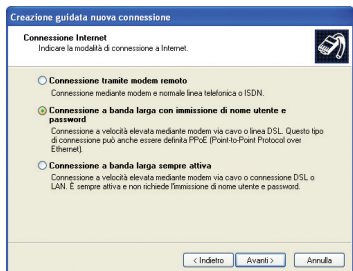 Creazione guidata nuova connessione
Connessione Internet
Indicare la modalità di connessione a Internet.
Connessione tramite modem remoto
Connessione mediante modem e normale linea telefonica o ISDN.
Connessione a banda larga con immissione di nome utente e
password
Connessione a velocità elevata mediante modem via cavo o linea DSL. Questo tipo
di connessione può anche essere definita PPoE (Point-to-Point Protocol over
Ethernet).
Connessione a banda larga sempre attiva
Connessione a velocità elevata mediante modem via cavo o connessione DSL o
LAN. È sempre attiva e non richiede l'immissione di nome utente e password.
< Indietro
Avanti >
Annulla